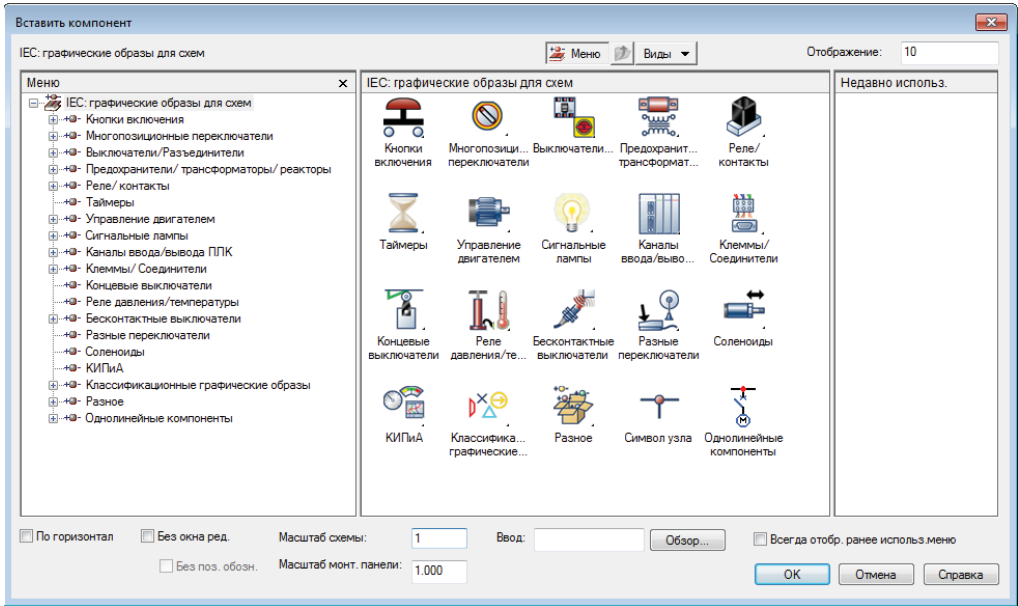 Вставить компонент
IEC: графические образы для схем
Меню
Виды
Отображение:
10
Меню
IEC: графические образы для схем
Кнопки включения
Многопозиционные переключатели
Выключатели/Разъединители
Предохранители/ трансформаторы/ реакторы
Реле/ контакты
Таймеры
Управление двигателем
Сигнальные лампы
Каналы ввода/вывода ПЛК
Клеммы/ Соединители
Концевые выключатели
Реле давления/температуры
Бесконтактные выключатели
Разные переключатели
Соленоиды
КИПиА
Классификационные графические образы
Разное
Однолинейные компоненты
IEC: графические образы для схем
Кнопки
включения
Многопозици...
переключатели
Выключатели...
Предохранит...
трансформат...
Реле/
контакты
Таймеры
Управление
двигателем
Сигнальные
лампы
Каналы
ввода/выво...
Клеммы/
Соединители
Концевые
выключатели
Реле
давления/те...
Бесконтактные
выключатели
Разные
переключатели
Соленоиды
КИПиА
Классифика...
графические...
Разное
Символ узла
Однолинейные
компоненты
Недавно использ.
По горизонтал
Без окна ред.
Масштаб схемы:
1
Ввод:
Обзор...
Всегда отобр. ранее использ.меню
Без поз. обозн.
Масштаб монт. панели:
1.000
OK
Отмена
Справка